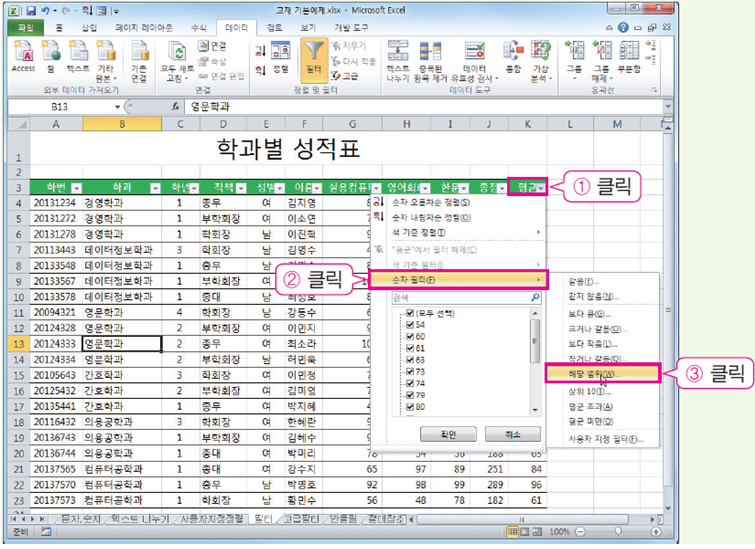 교재 기본예제.xlsx - Microsoft Excel
파일 홈 삽입 페이지 레이아웃 수식 데이터 검토 보기 개발 도구
Access 웹 텍스트 기타 원본 기존 연결 모두 새로 고침 연결 속성 연결 편집 정렬 필터 지우기 다시 적용 고급 텍스트 나누기 중복된 항목 제거 데이터 유효성 검사 통합 가상 분석 그룹 그룹 해제 부분합
외부 데이터 가져오기 연결 정렬 및 필터 데이터 도구 윤곽선
B13 fx 영문학과
A B C D E F G H I J K L M
1 학과별 성적표
2
3 학번 학과 학년 직책 성별 이름 실용컴퓨터 영어회화 한문 총점 평균
① 클릭
4 20131234 경영학과 1 총무 여 김지영
5 20131272 경영학과 1 부학회장 여 이소연
6 20131278 경영학과 1 학회장 남 이진혁
7 20113443 데이터정보학과 3 학회장 남 김영수
8 20133548 데이터정보학과 1 총무 남
9 20133567 데이터정보학과 1 부학회장 여
10 20133578 데이터정보학과 1 종대 남 최성호
11 20094321 영문학과 4 학회장 남 강동수
12 20124328 영문학과 2 부학회장 여 이민지
13 20124333 영문학과 2 총무 여 최소라
14 20124334 영문학과 2 부학회장 남 허민욱
15 20105643 간호학과 3 학회장 여 이민정
16 20125432 간호학과 2 부학회장 여 김미영
17 20135441 간호학과 1 총무 여 박지혜
18 20116432 의용공학과 3 학회장 여 한혜란
19 20136743 의용공학과 1 부학회장 여 김혜수
20 20136744 의용공학과 1 종대 여 박미리 78 54 56 188 63
21 20137565 컴퓨터공학과 1 종대 여 강수지 65 97 89 251 84
22 20137570 컴퓨터공학과 1 총무 남 박명호 92 98 99 289 96
23 20137573 컴퓨터공학과 1 학회장 남 황민수 56 48 78 182 61
숫자 오름차순 정렬(S)
숫자 내림차순 정렬(O)
색 기준 정렬(T)
"평균"에서 필터 해제(C)
색 기준 필터(I)
② 클릭
숫자 필터(F)
검색
(모두 선택)
54
60
61
63
73
74
79
80
확인 취소
같음(E)...
같지 않음(N)...
보다 큼(G)...
크거나 같음(O)...
보다 작음(L)...
작거나 같음(Q)...
해당 범위(W)...
③ 클릭
상위 10(T)...
평균 초과(A)
평균 미만(O)
사용자 지정 필터(F)...
문자,숫자 텍스트 나누기 사용자지정정렬 필터 고급필터 반올림 절대참조
준비 100%